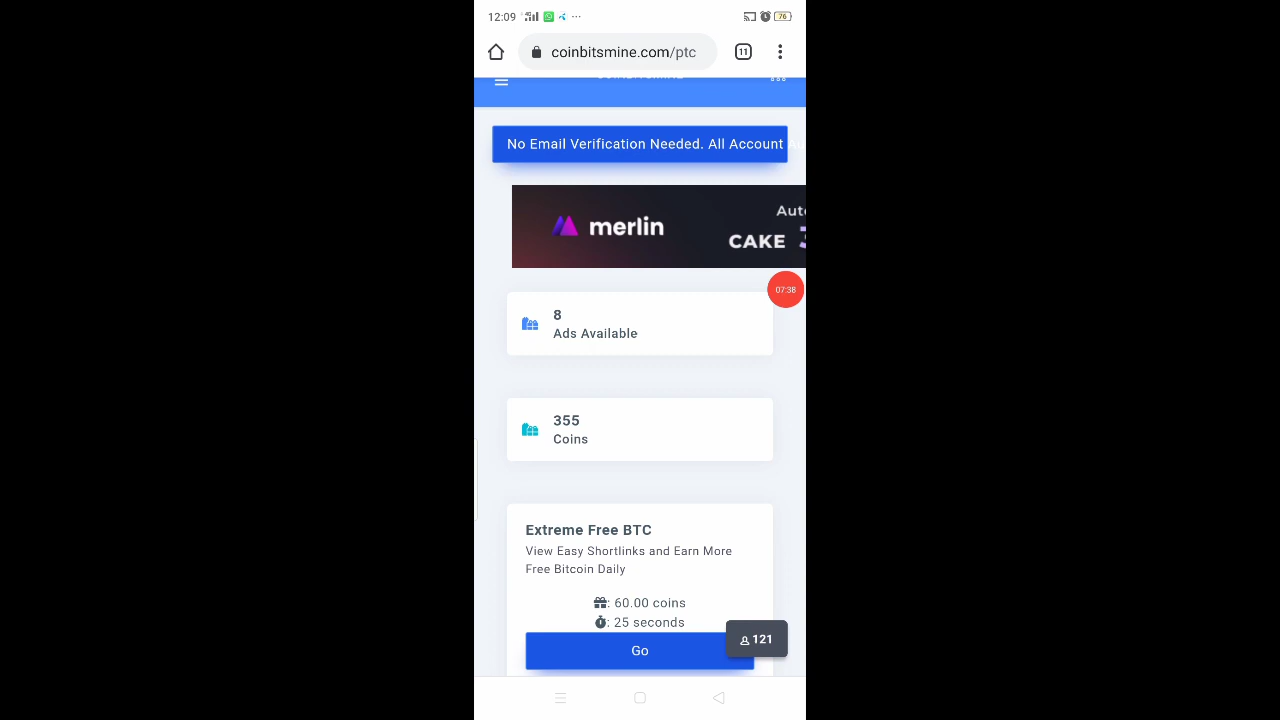 12:09
76
coinbitsmine.com/ptc
11
No Email Verification Needed. All Account
merlin
Auto
CAKE
07:38
8
Ads Available
355
Coins
Extreme Free BTC
View Easy Shortlinks and Earn More
Free Bitcoin Daily
: 60.00 coins
: 25 seconds
121
Go